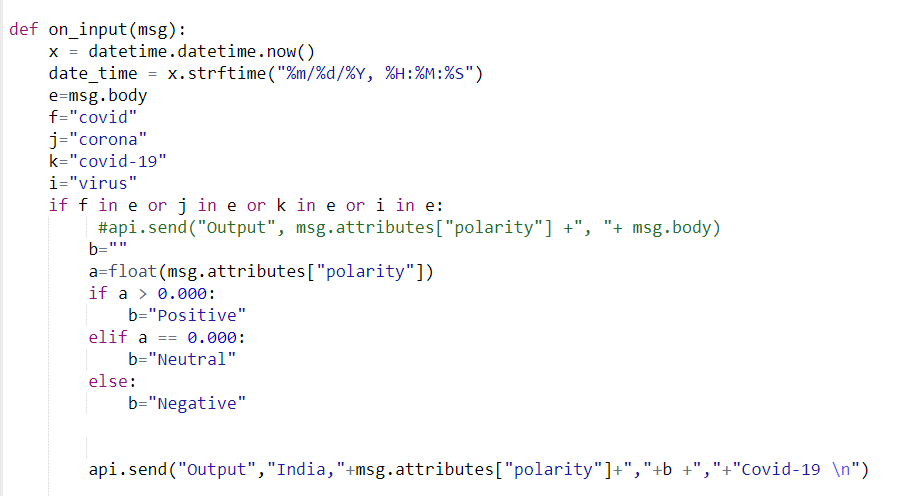 def on_input(msg):
    x = datetime.datetime.now()
    date_time = x.strftime("%m/%d/%Y, %H:%M:%S")
    e=msg.body
    f="covid"
    j="corona"
    k="covid-19"
    i="virus"
    if f in e or j in e or k in e or i in e:
         #api.send("Output", msg.attributes["polarity"] +", "+ msg.body)
        b=""
        a=float(msg.attributes["polarity"])
        if a > 0.000:
            b="Positive"
        elif a == 0.000:
            b="Neutral"
        else:
            b="Negative"
        api.send("Output","India,"+msg.attributes["polarity"]+","+b +","+"Covid-19 \n")